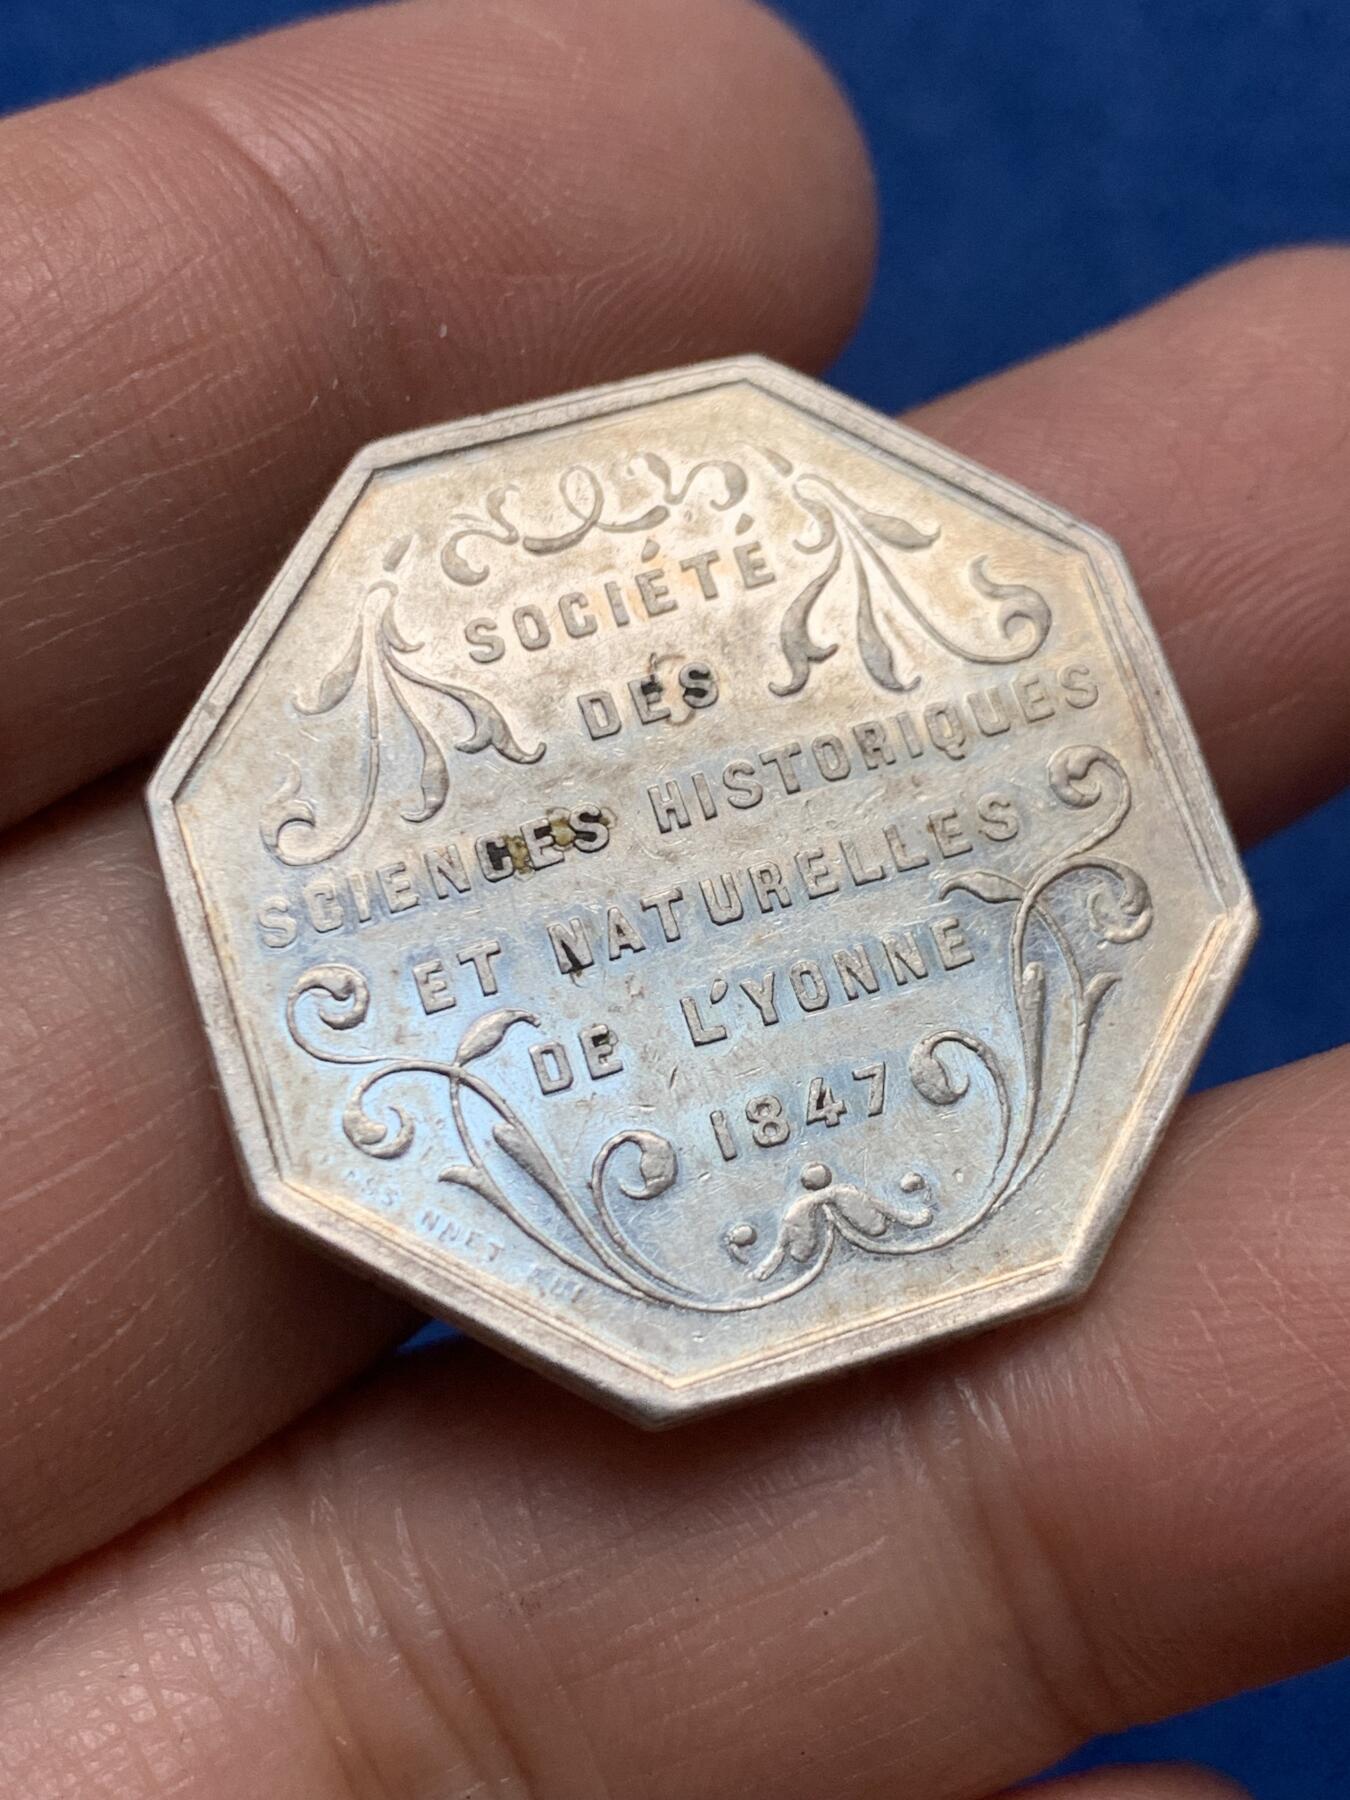 SOCIÉTÉ
DES
SCIENCES HISTORIQUES
ET NATURELLES
DE L'YONNE
1847